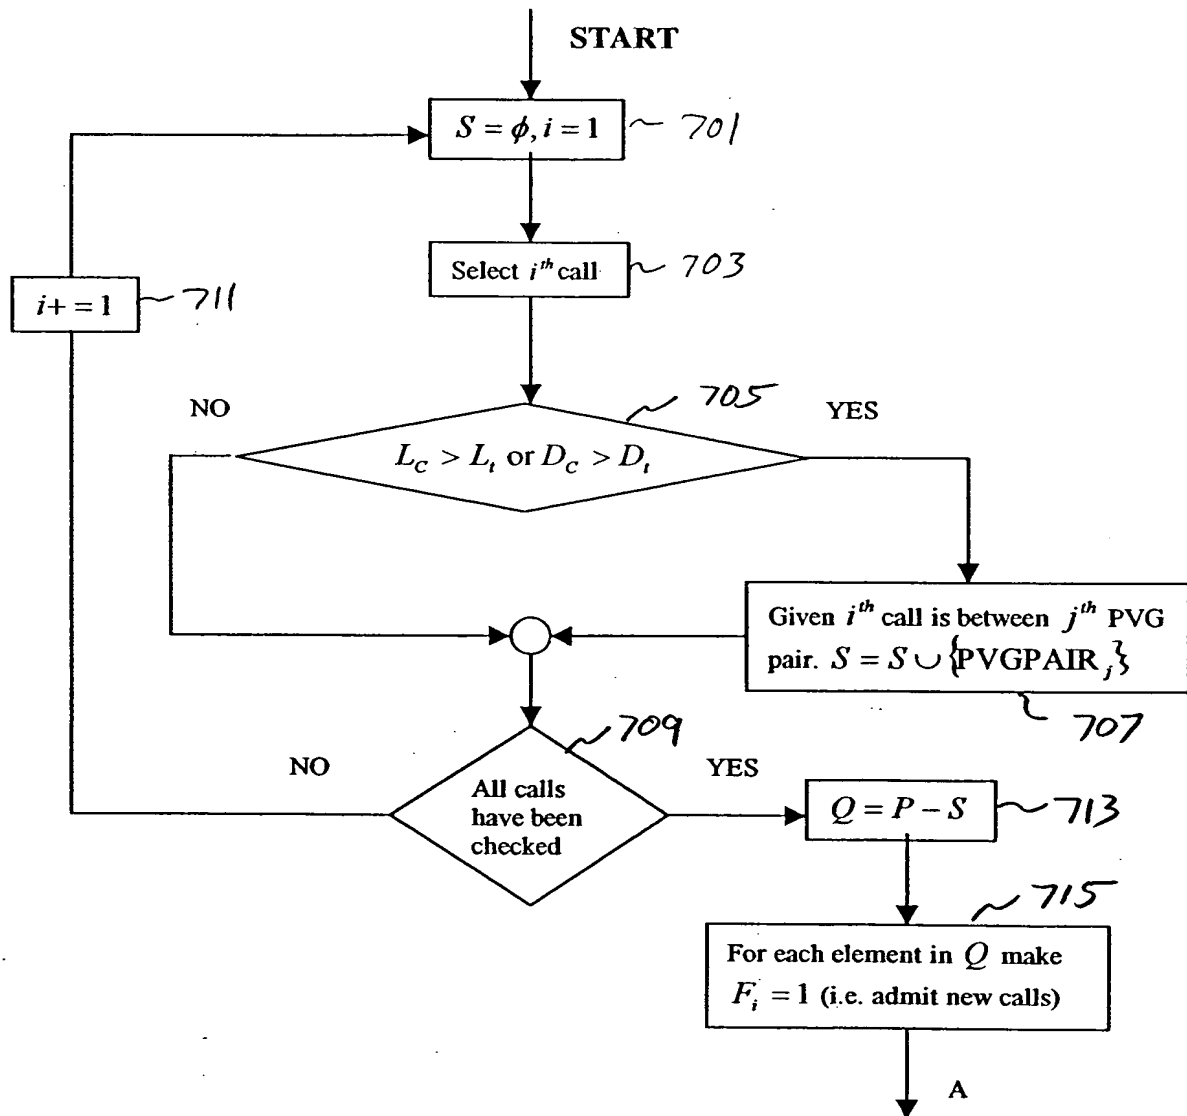 START
S = ϕ, i = 1
701
Select i^th call
703
i+ = 1
711
705
NO
YES
L_C > L_t or D_C > D_t
Given i^th call is between j^th PVG
pair. S = S ∪ {PVGPAIR_j}
707
709
NO
YES
All calls
have been
checked
Q = P − S
713
715
For each element in Q make
F_i = 1 (i.e. admit new calls)
A